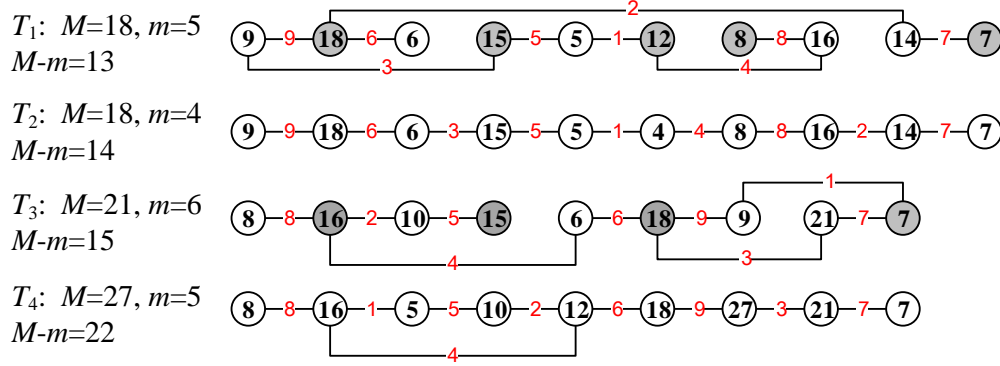 2
T₁: M=18, m=5
9 9 18 6 6 15 5 5 1 12 8 8 16 14 7 7
M-m=13
3 4
T₂: M=18, m=4
9 9 18 6 6 3 15 5 5 1 4 4 8 8 16 2 14 7 7
M-m=14
1
T₃: M=21, m=6
8 8 16 2 10 5 15 6 6 18 9 9 21 7 7
M-m=15
4 3
T₄: M=27, m=5
8 8 16 1 5 5 10 2 12 6 18 9 27 3 21 7 7
M-m=22
4